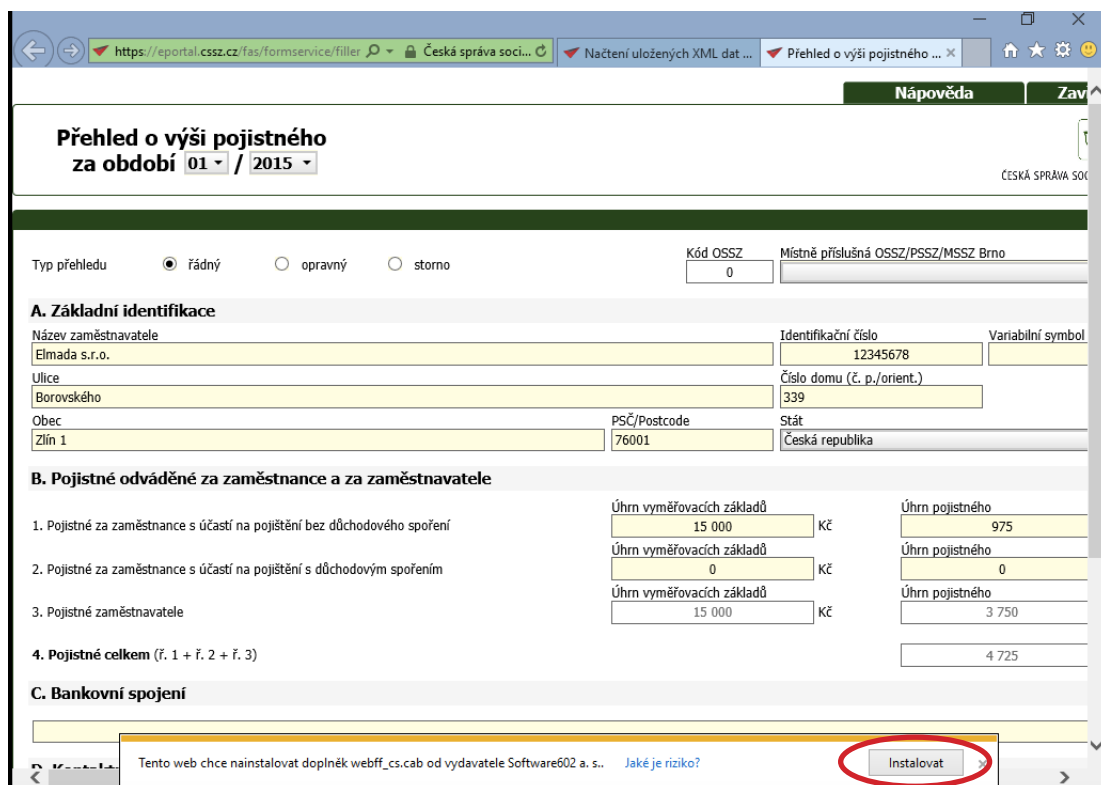 https://eportal.cssz.cz/fas/formservice/filler Česká správa soci... Načtení uložených XML dat ... Přehled o výši pojistného ...
Nápověda
Přehled o výši pojistného
za období 01 / 2015
ČESKÁ SPRÁVA
Typ přehledu řádný opravný storno
Kód OSSZ Místně příslušná OSSZ/PSSZ/MSSZ Brno
0
A. Základní identifikace
Název zaměstnavatele Identifikační číslo Variabilní symbol
Elmada s.r.o. 12345678
Ulice Číslo domu (č. p./orient.)
Borovského 339
Obec PSČ/Postcode Stát
Zlín 1 76001 Česká republika
B. Pojistné odváděné za zaměstnance a za zaměstnavatele
Úhrn vyměřovacích základů Úhrn pojistného
1. Pojistné za zaměstnance s účastí na pojištění bez důchodového spoření 15 000 Kč 975
Úhrn vyměřovacích základů Úhrn pojistného
2. Pojistné za zaměstnance s účastí na pojištění s důchodovým spořením 0 Kč 0
Úhrn vyměřovacích základů Úhrn pojistného
3. Pojistné zaměstnavatele 15 000 Kč 3 750
4. Pojistné celkem (ř. 1 + ř. 2 + ř. 3) 4 725
C. Bankovní spojení
Tento web chce nainstalovat doplněk webff_cs.cab od vydavatele Software602 a. s.. Jaké je riziko? Instalovat